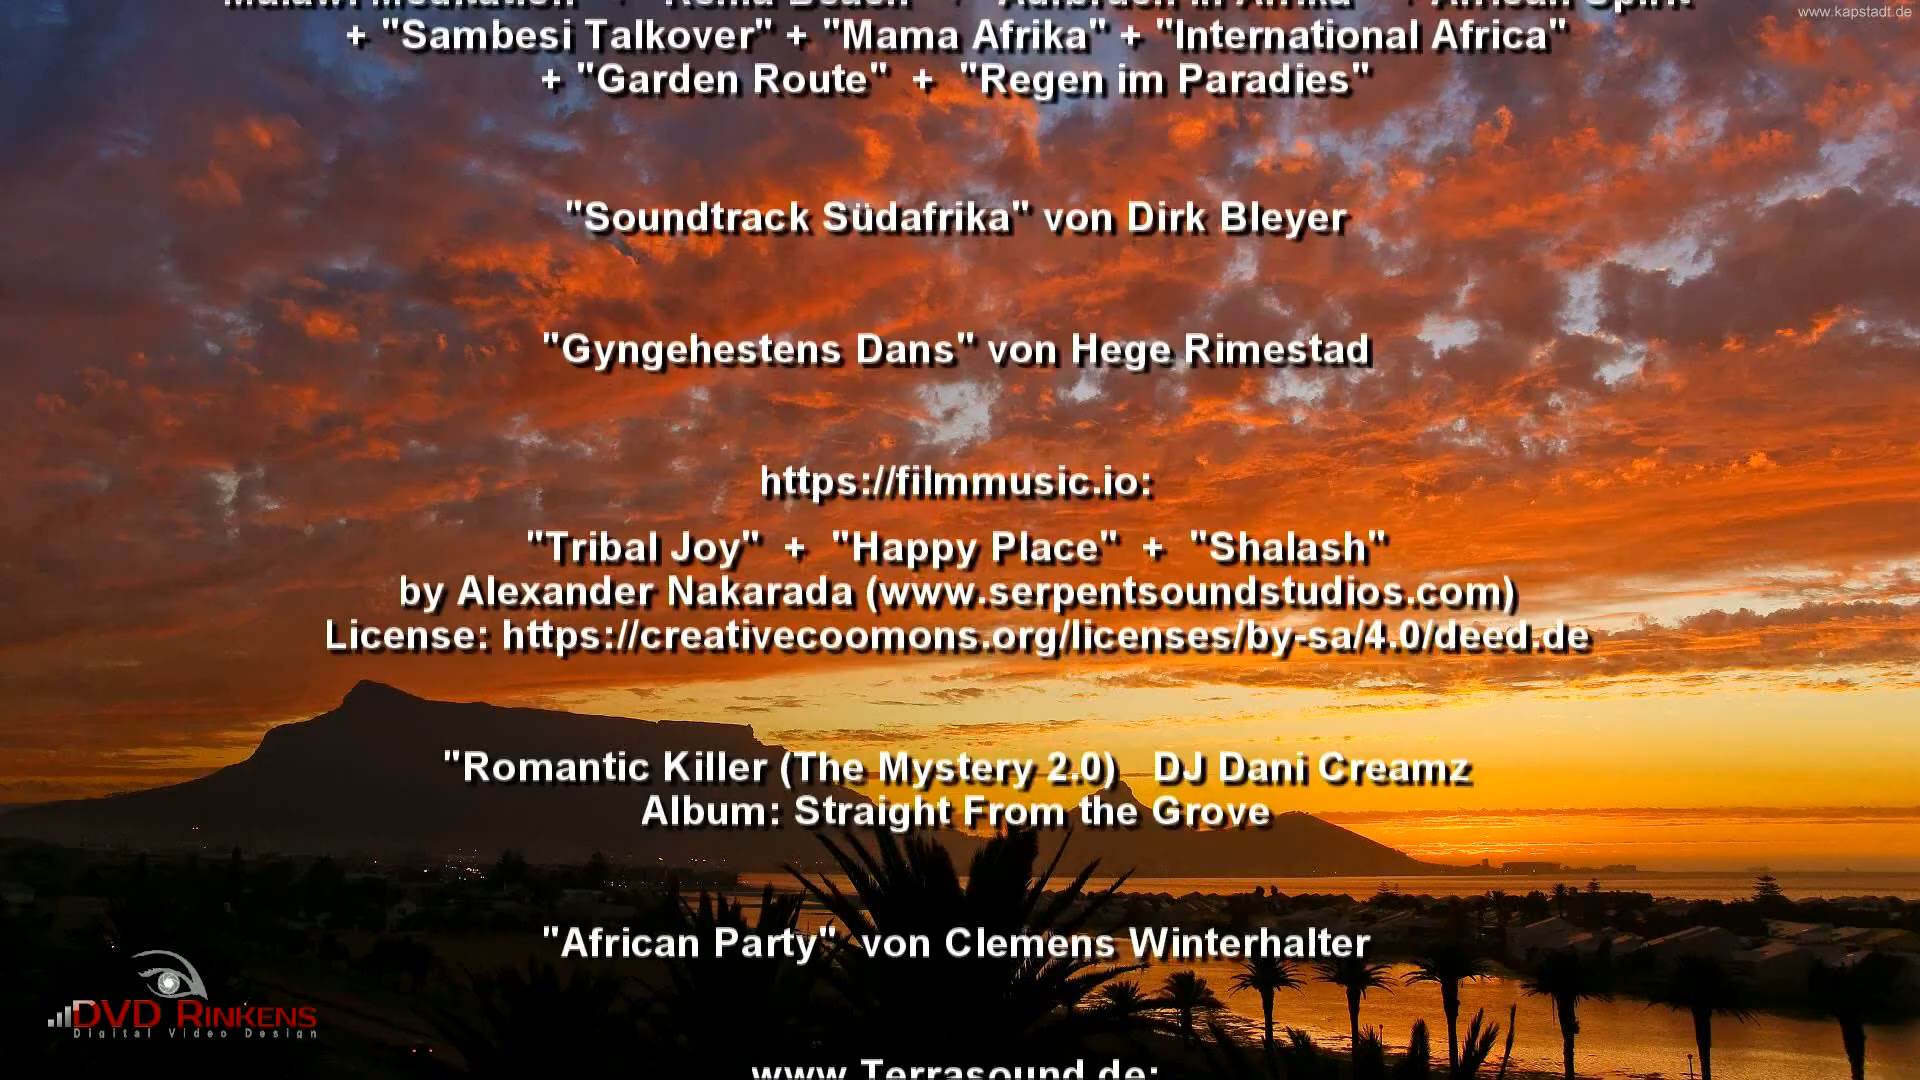 www.kapstadt.de
+ "Sambesi Talkover" + "Mama Afrika" + "International Africa"
+ "Garden Route" + "Regen im Paradies"
"Soundtrack Südafrika" von Dirk Bleyer
"Gyngehestens Dans" von Hege Rimestad
https://filmmusic.io:
"Tribal Joy" + "Happy Place" + "Shalash"
by Alexander Nakarada (www.serpentsoundstudios.com)
License: https://creativecoomons.org/licenses/by-sa/4.0/deed.de
"Romantic Killer (The Mystery 2.0) DJ Dani Creamz
Album: Straight From the Grove
"African Party" von Clemens Winterhalter
DVD RINKENS
Digital Video Design
www.Terrasound.de: